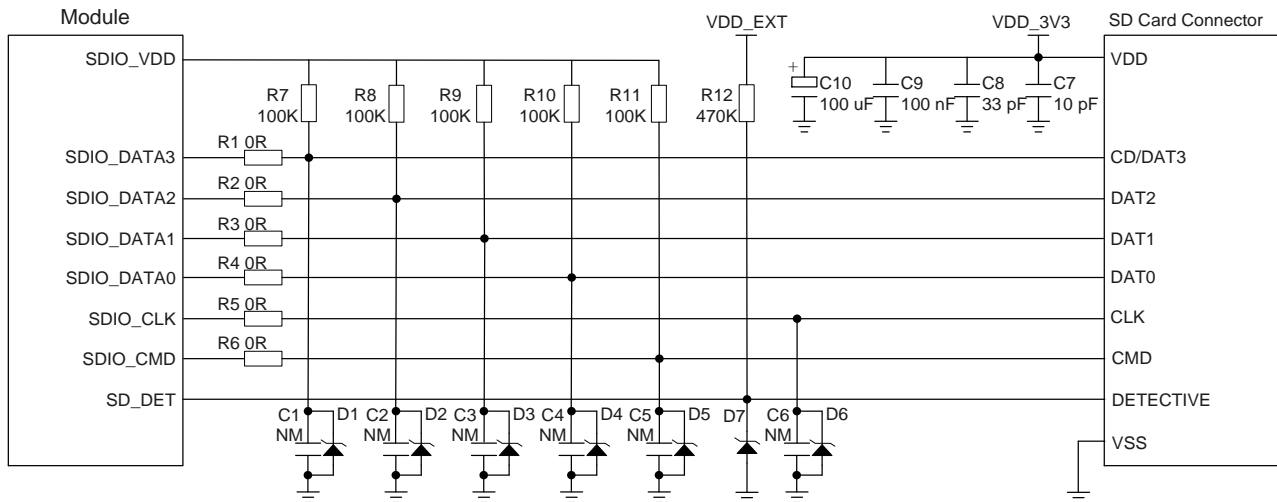 Module
VDD_EXT
VDD_3V3
SD Card Connector
SDIO_VDD
VDD
R7
100K
R8
100K
R9
100K
R10
100K
R11
100K
R12
470K
+
C10
100 uF
C9
100 nF
C8
33 pF
C7
10 pF
SDIO_DATA3
R1 0R
CD/DAT3
SDIO_DATA2
R2 0R
DAT2
SDIO_DATA1
R3 0R
DAT1
SDIO_DATA0
R4 0R
DAT0
SDIO_CLK
R5 0R
CLK
SDIO_CMD
R6 0R
CMD
SD_DET
DETECTIVE
C1
NM
D1
C2
NM
D2
C3
NM
D3
C4
NM
D4
C5
NM
D5
D7
C6
NM
D6
VSS